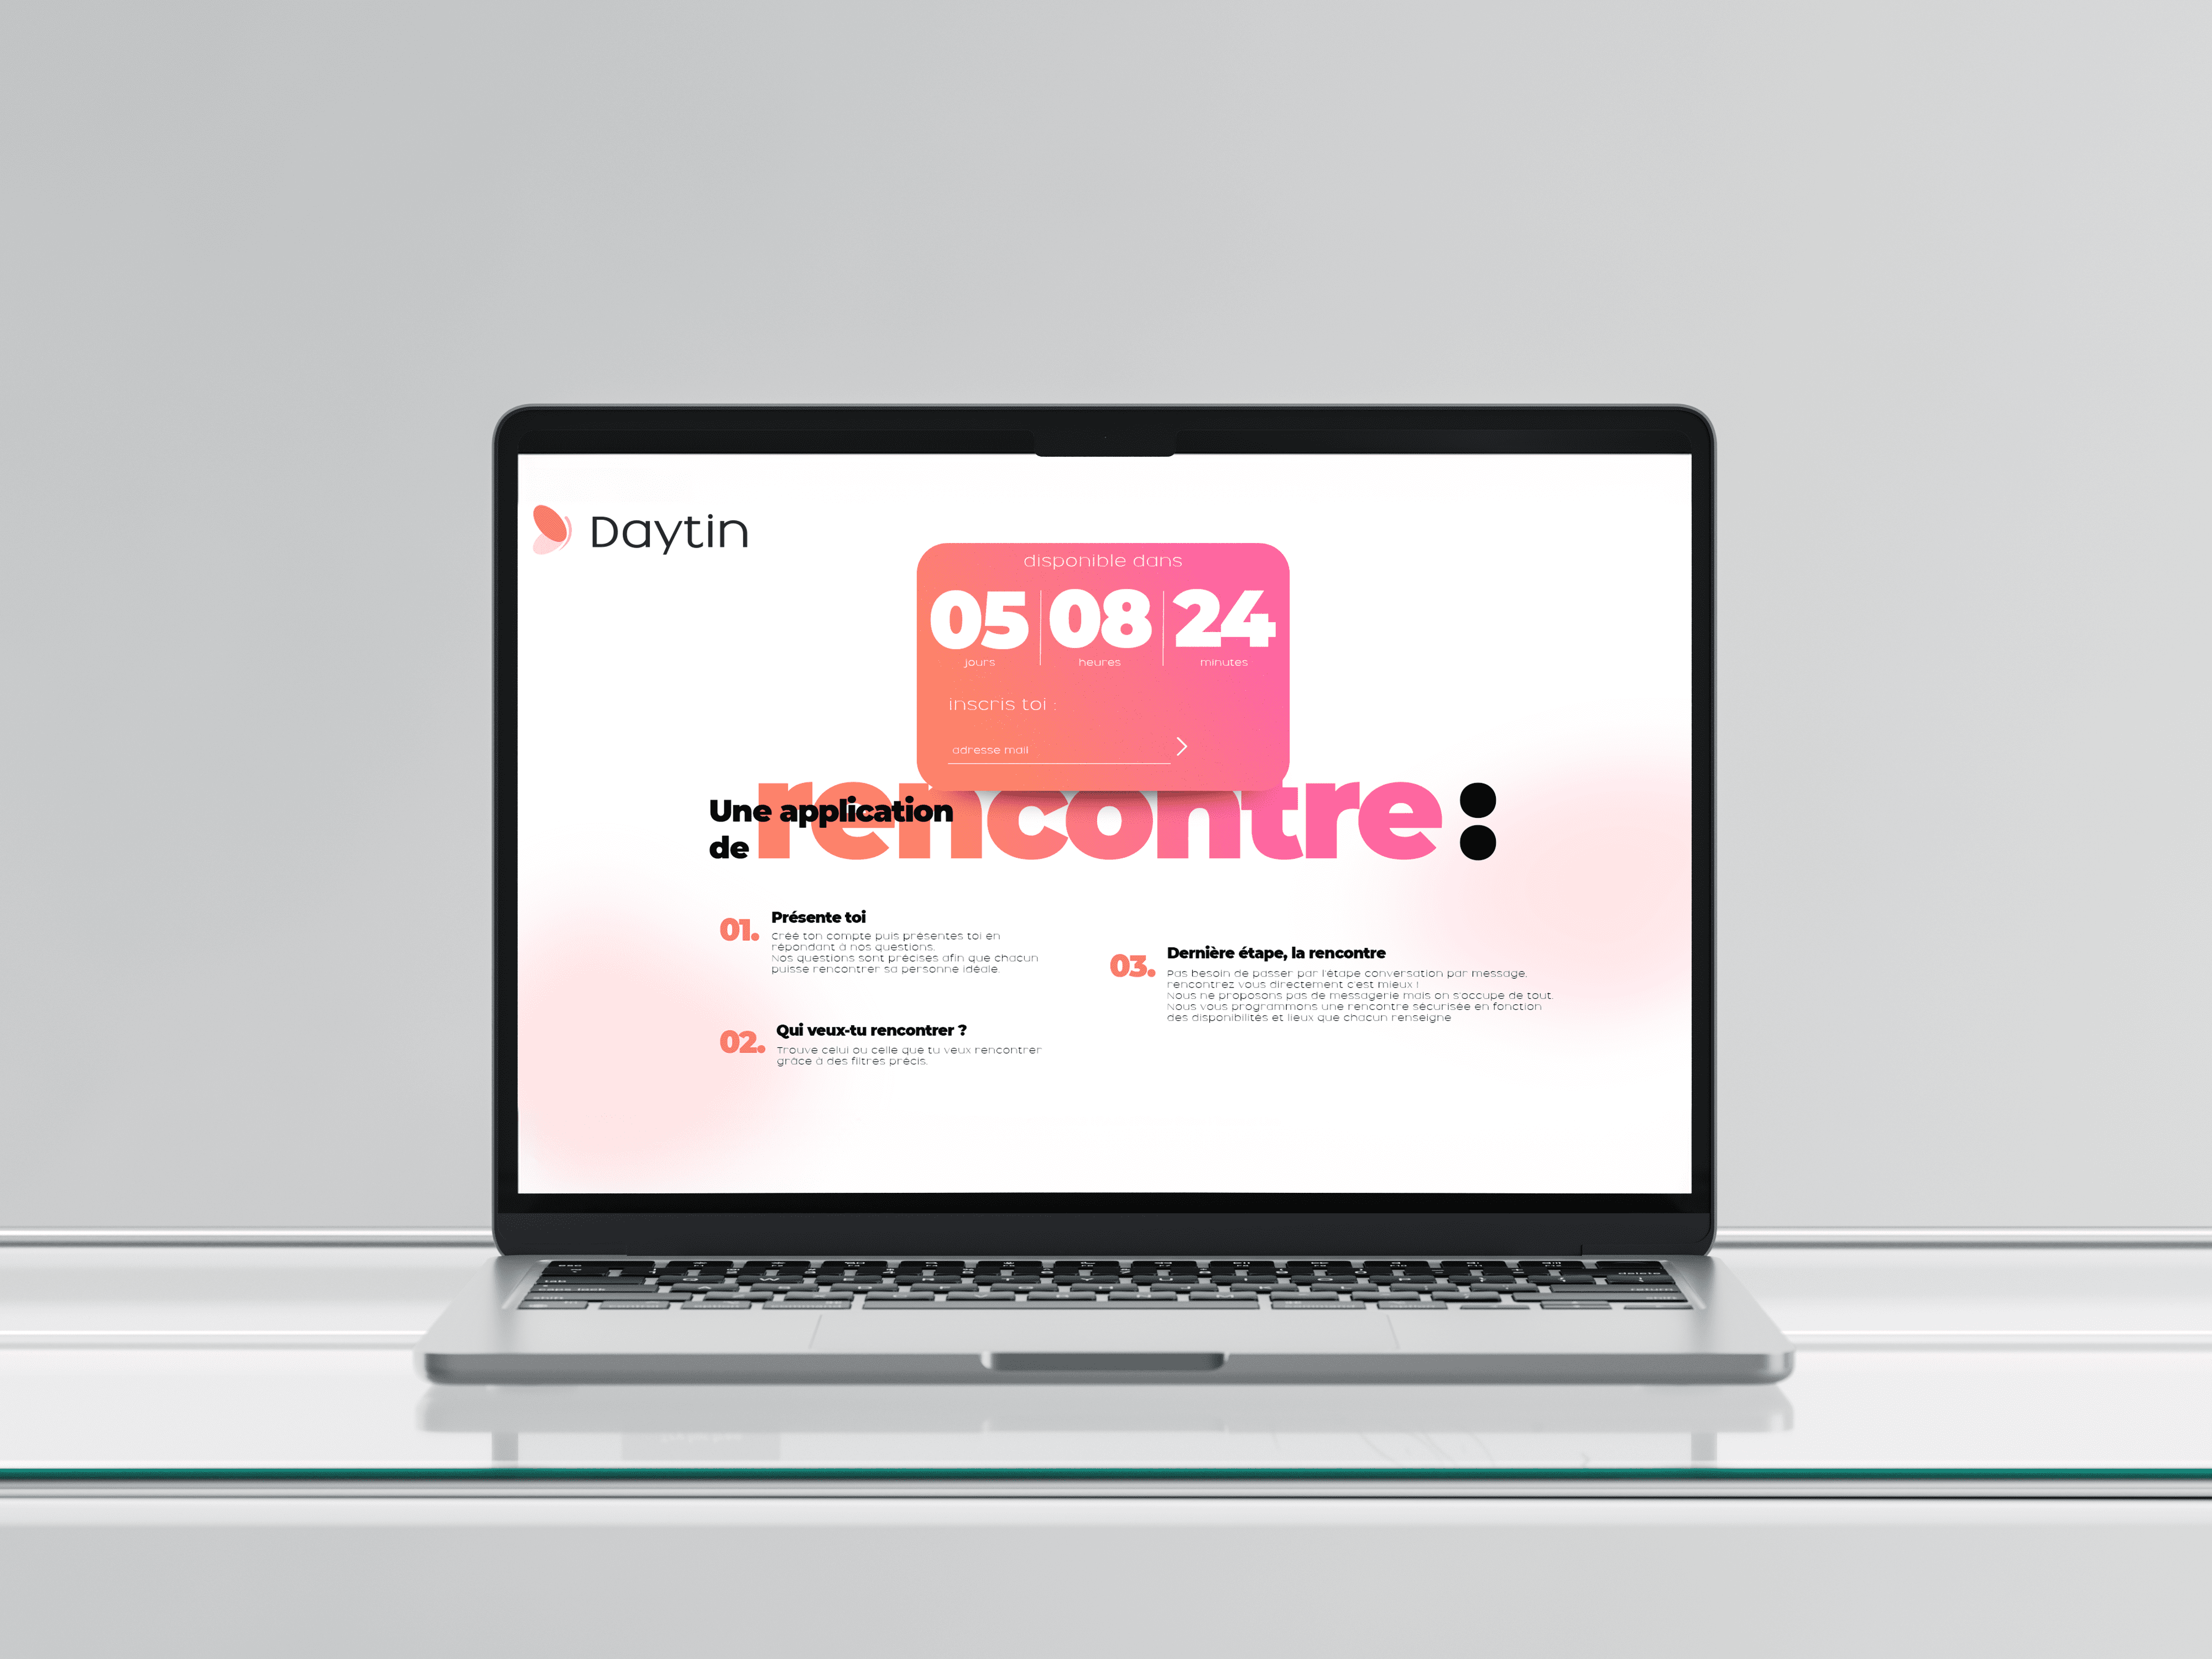 Daytin
disponible dans
05 08 24
jours heures minutes
inscris toi :
adresse mail
Une application
de rencontre :
01. Présente toi
Créé ton compte puis présentes toi en
répondant à nos questions.
Nos questions sont précises afin que chacun
puisse rencontrer sa personne idéale.
02. Qui veux-tu rencontrer ?
Trouve celui ou celle que tu veux rencontrer
grâce à des filtres précis.
03. Dernière étape, la rencontre
Pas besoin de passer par l'étape conversation par message,
rencontrez vous directement c'est mieux !
Nous ne proposons pas de messagerie mais on s'occupe de tout.
Nous vous programmons une rencontre sécurisée en fonction
des disponibilités et lieux que chacun renseigne